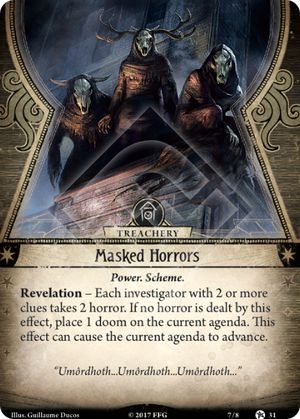 TREACHERY
Masked Horrors
Power. Scheme.
Revelation – Each investigator with 2 or more
clues takes 2 horror. If no horror is dealt by this
effect, place 1 doom on the current agenda. This
effect can cause the current agenda to advance.
"Umôrdhoth...Umôrdhoth...Umôrdhoth..."
Illus. Guillaume Ducos © 2017 FFG 7/8 31